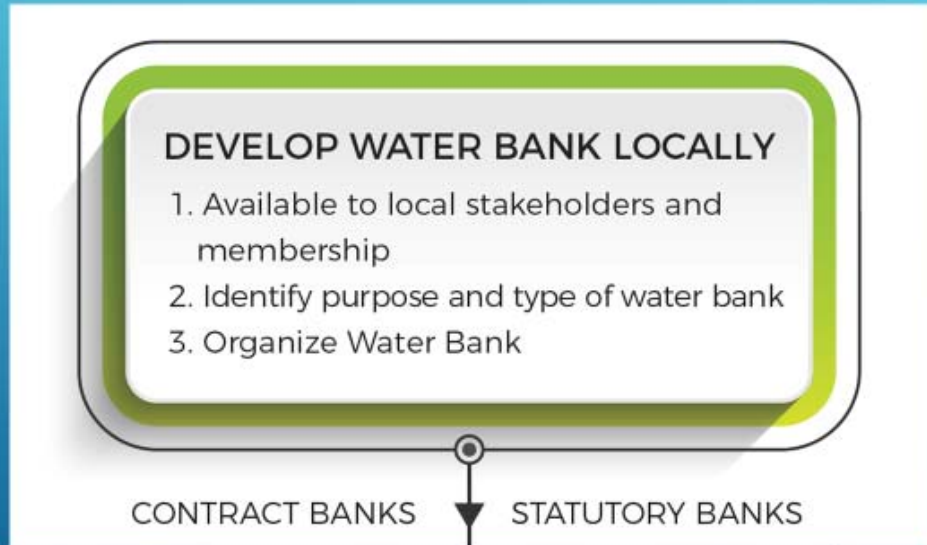 DEVELOP WATER BANK LOCALLY
1. Available to local stakeholders and
membership
2. Identify purpose and type of water bank
3. Organize Water Bank
CONTRACT BANKS STATUTORY BANKS